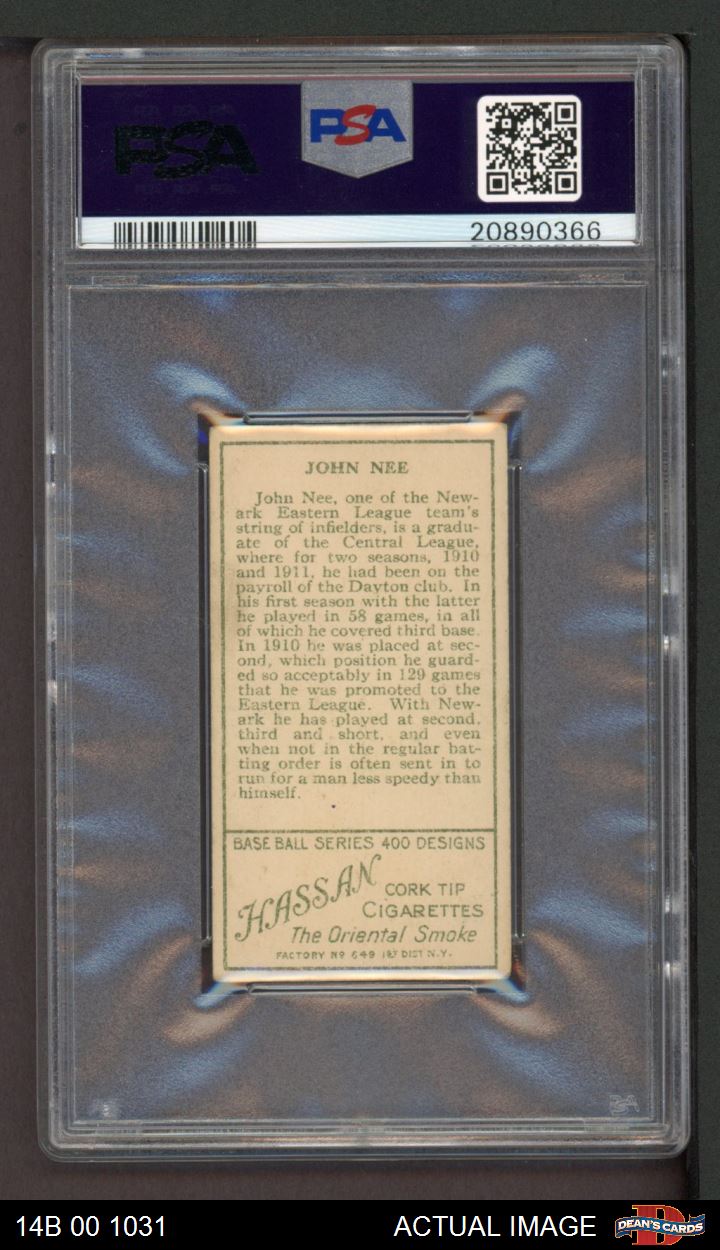 PSA
PSA
20890366
JOHN NEE
John Nee, one of the New-
ark Eastern League team's
string of infielders, is a gradu-
ate of the Central League,
where for two seasons, 1910
and 1911, he had been on the
payroll of the Dayton club. In
his first season with the latter
he played in 58 games, in all
of which he covered third base.
In 1910 he was placed at sec-
ond, which position he guard-
ed so acceptably in 129 games
that he was promoted to the
Eastern League. With New-
ark he has played at second,
third and short, and even
when not in the regular bat-
ting order is often sent in to
run for a man less speedy than
himself.
BASE BALL SERIES 400 DESIGNS
HASSAN
CORK TIP
CIGARETTES
The Oriental Smoke
FACTORY Nº 649 1ST DIST N.Y.
PSA
14B 00 1031
ACTUAL IMAGE
DEAN'S CARDS